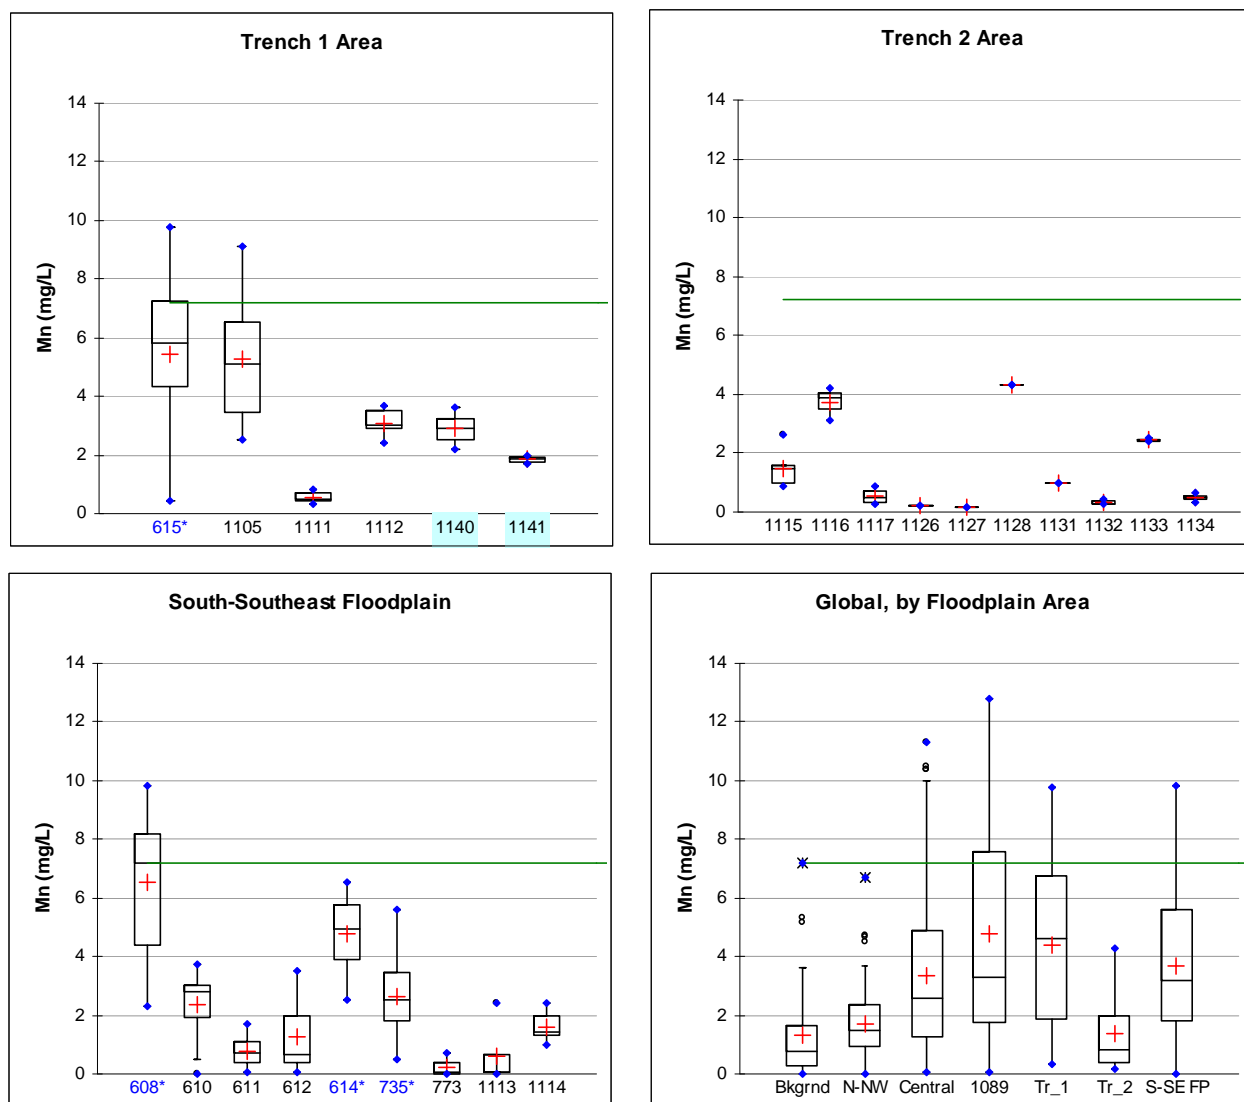 Trench 1 Area
Mn (mg/L)
14
12
10
8
6
4
2
0
615* 1105 1111 1112 1140 1141
Trench 2 Area
Mn (mg/L)
14
12
10
8
6
4
2
0
1115 1116 1117 1126 1127 1128 1131 1132 1133 1134
South-Southeast Floodplain
Mn (mg/L)
14
12
10
8
6
4
2
0
608* 610 611 612 614* 735* 773 1113 1114
Global, by Floodplain Area
Mn (mg/L)
14
12
10
8
6
4
2
0
Bkgrnd N-NW Central 1089 Tr_1 Tr_2 S-SE FP